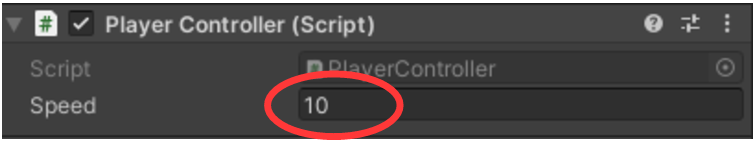 Player Controller (Script)
Script PlayerController
Speed 10